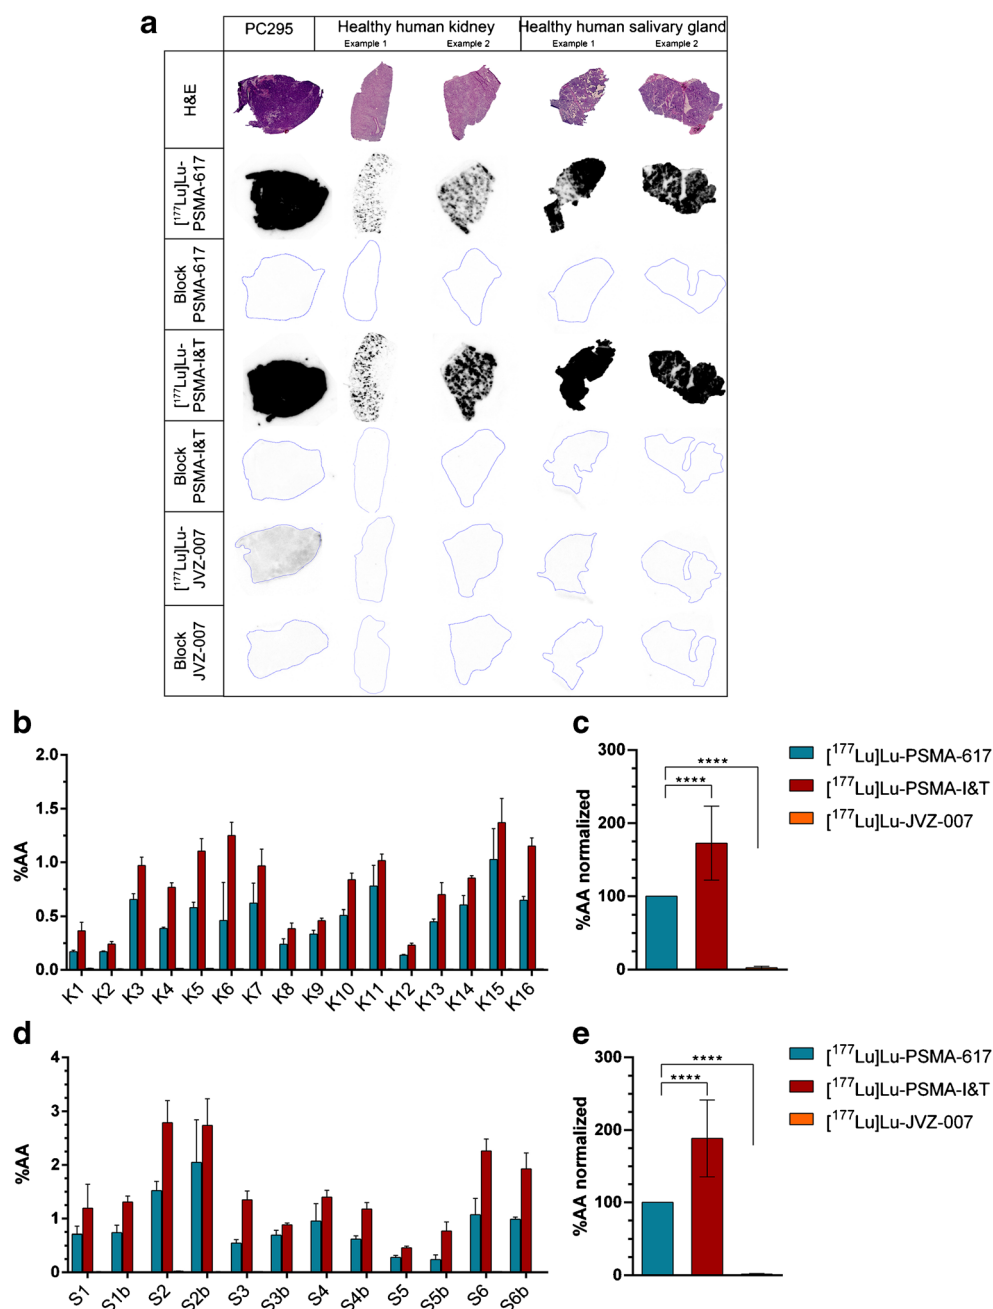 a
PC295
Healthy human kidney
Healthy human salivary gland
Example 1
Example 2
Example 1
Example 2
H&E
[177Lu]Lu-
PSMA-617
Block
PSMA-617
[177Lu]Lu-
PSMA-I&T
Block
PSMA-I&T
[177Lu]Lu-
JVZ-007
Block
JVZ-007
b
%AA
2.0
1.5
1.0
0.5
0.0
K1
K2
K3
K4
K5
K6
K7
K8
K9
K10
K11
K12
K13
K14
K15
K16
c
%AA normalized
300
200
100
0
****
****
[177Lu]Lu-PSMA-617
[177Lu]Lu-PSMA-I&T
[177Lu]Lu-JVZ-007
d
%AA
4
3
2
1
0
S1
S1b
S2
S2b
S3
S3b
S4
S4b
S5
S5b
S6
S6b
e
%AA normalized
300
200
100
0
****
****
[177Lu]Lu-PSMA-617
[177Lu]Lu-PSMA-I&T
[177Lu]Lu-JVZ-007